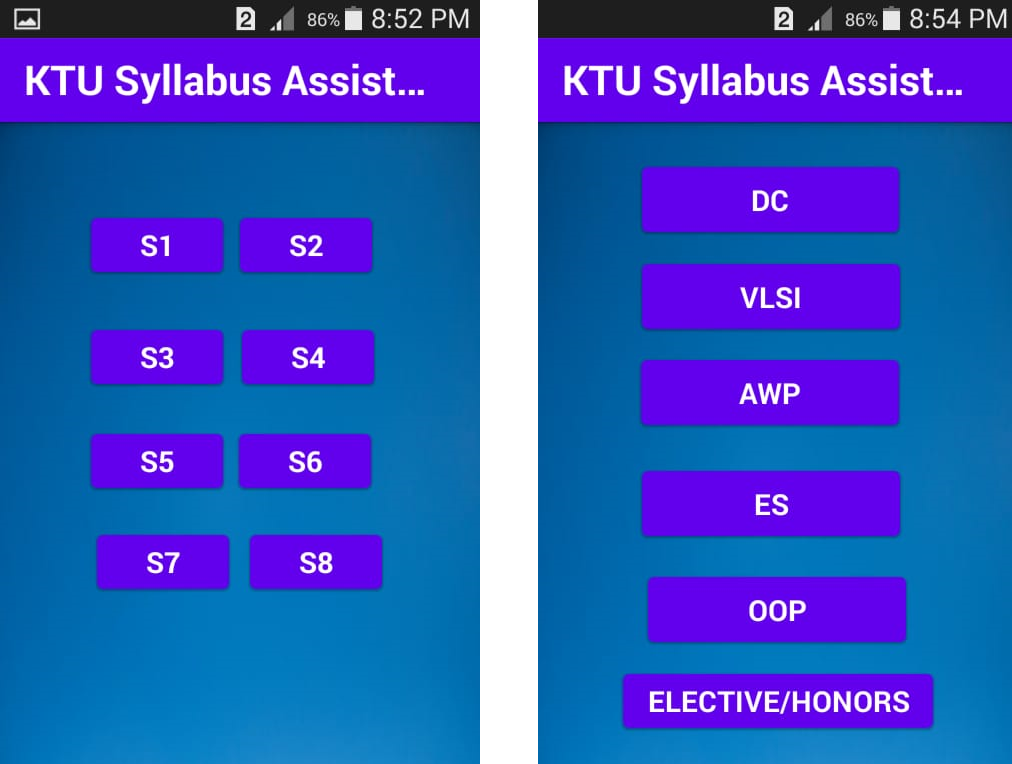 2 86% 8:52 PM
KTU Syllabus Assist...
S1 S2
S3 S4
S5 S6
S7 S8
2 86% 8:54 PM
KTU Syllabus Assist...
DC
VLSI
AWP
ES
OOP
ELECTIVE/HONORS